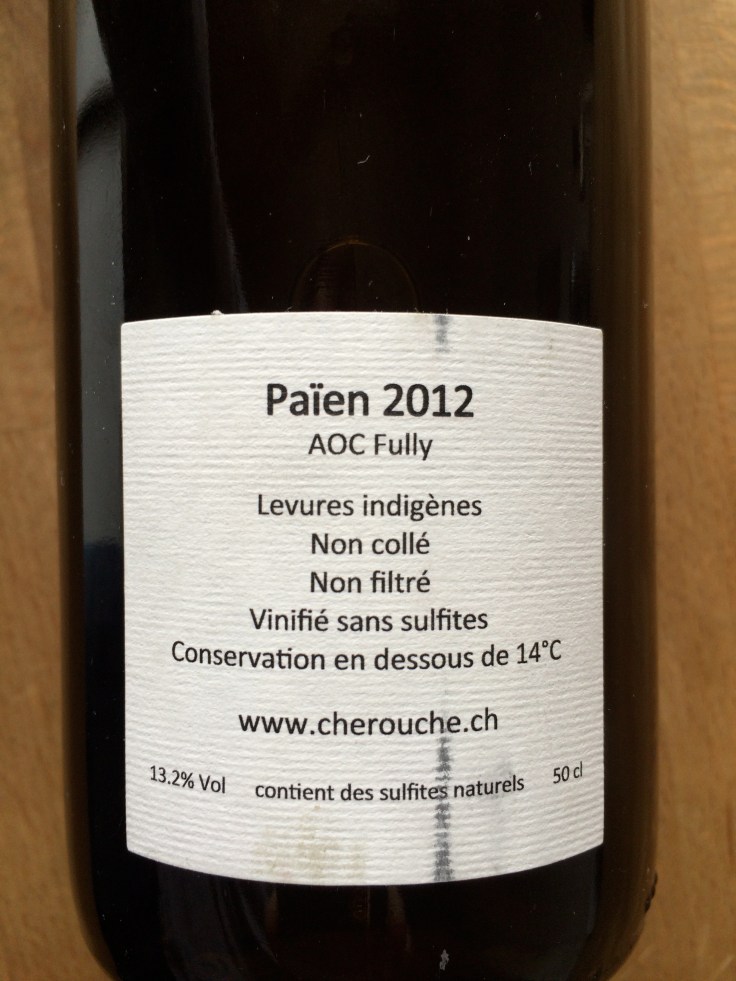 Païen 2012
AOC Fully
Levures indigènes
Non collé
Non filtré
Vinifié sans sulfites
Conservation en dessous de 14°C
www.cherouche.ch
13.2% Vol contient des sulfites naturels 50 cl